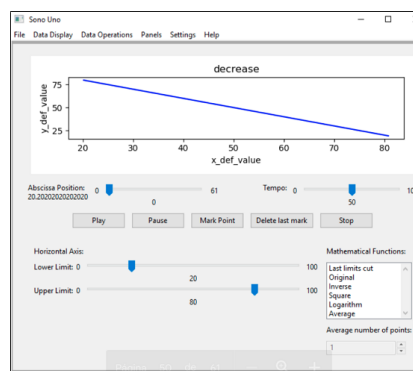 Sono Uno
File Data Display Data Operations Panels Settings Help
decrease
75
50
25
y_def_value
20 30 40 50 60 70 80
x_def_value
Abscissa Position: 0 61 Tempo: 0 10
20.20202020202020 0 50
Play Pause Mark Point Delete last mark Stop
Horizontal Axis: Mathematical Functions:
Lower Limit: 0 100
20
Upper Limit: 0 100
80
Last limits cut
Original
Inverse
Square
Logarithm
Average
Average number of points:
1